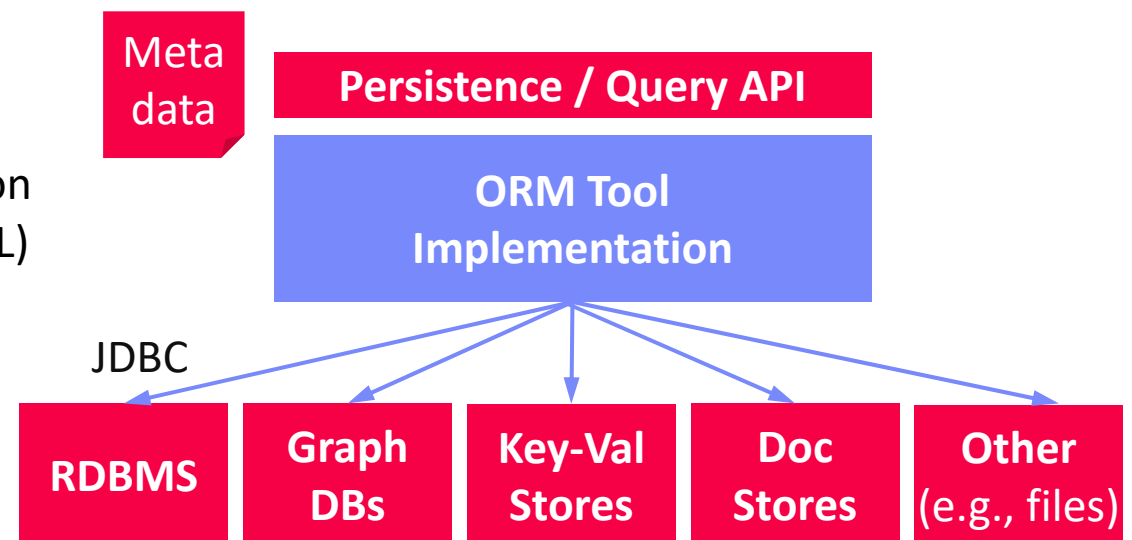 Meta
data
Persistence / Query API
on
L)
ORM Tool
Implementation
JDBC
RDBMS
Graph
DBs
Key-Val
Stores
Doc
Stores
Other
(e.g., files)